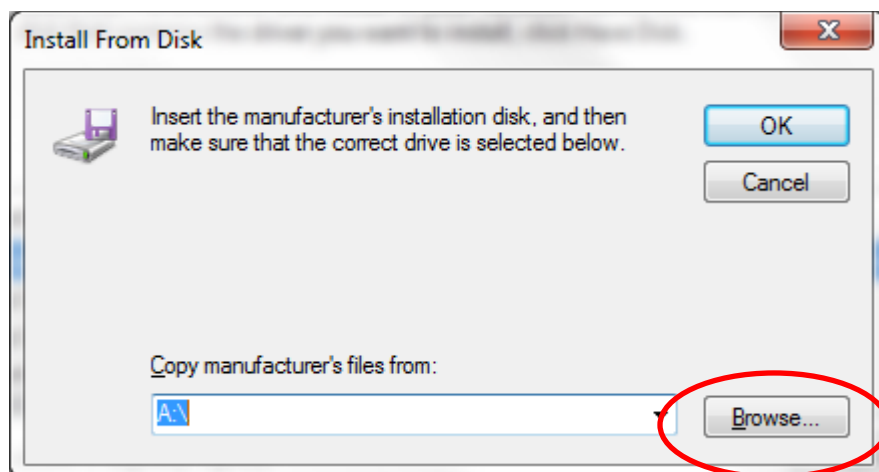 Install From Disk
Insert the manufacturer's installation disk, and then
make sure that the correct drive is selected below.
OK
Cancel
Copy manufacturer's files from:
A:\
Browse...